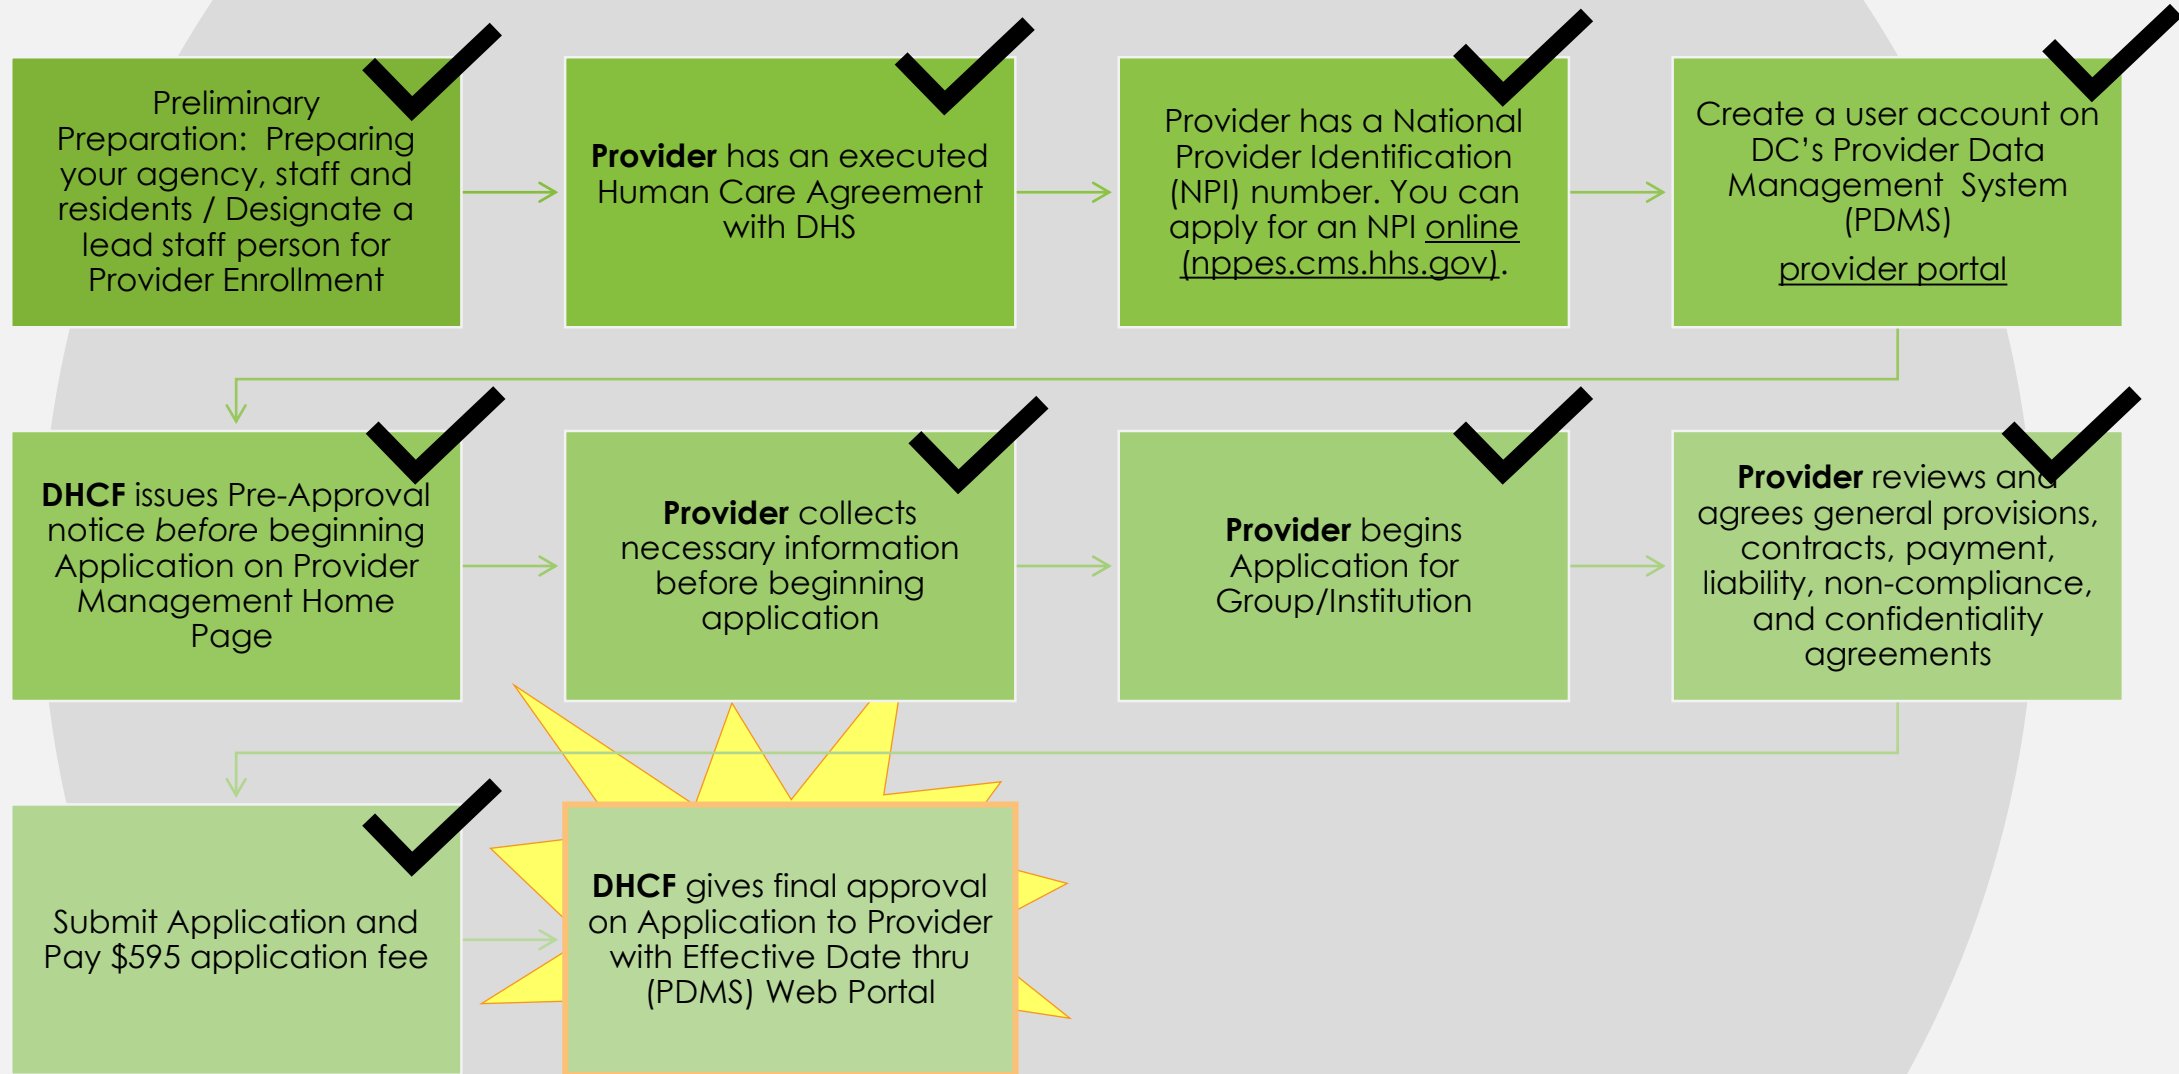 Preliminary
Preparation: Preparing
your agency, staff and
residents / Designate a
lead staff person for
Provider Enrollment
Provider has an executed
Human Care Agreement
with DHS
Provider has a National
Provider Identification
(NPI) number. You can
apply for an NPI online
(nppes.cms.hhs.gov).
Create a user account on
DC’s Provider Data
Management System
(PDMS)
provider portal
DHCF issues Pre-Approval
notice before beginning
Application on Provider
Management Home
Page
Provider collects
necessary information
before beginning
application
Provider begins
Application for
Group/Institution
Provider reviews and
agrees general provisions,
contracts, payment,
liability, non-compliance,
and confidentiality
agreements
Submit Application and
Pay $595 application fee
DHCF gives final approval
on Application to Provider
with Effective Date thru
(PDMS) Web Portal